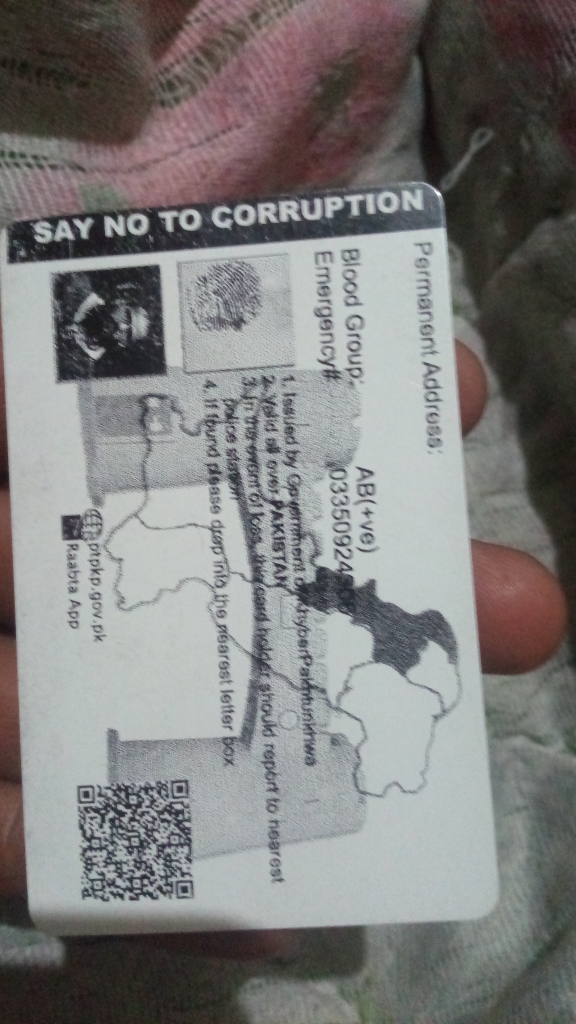 SAY NO TO CORRUPTION
Permanent Address:
Blood Group: AB(+ve)
Emergency#: 03350924
1. Issued by Government of KhyberPakhtunkhwa
2. Valid all over PAKISTAN
3. In the event of loss, the card holder should report to nearest
Police station
4. If found please drop into the nearest letter box
ptpkp.gov.pk
Raabta App